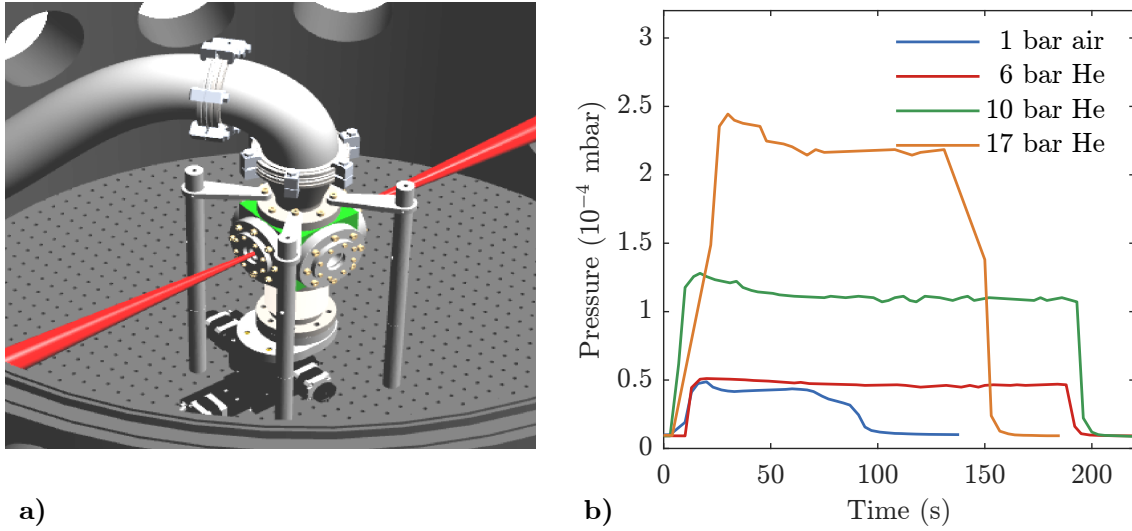 3
2.5
2
1.5
1
0.5
0
Pressure (10⁻⁴ mbar)
1 bar air
6 bar He
10 bar He
17 bar He
0 50 100 150 200
Time (s)
a)
b)